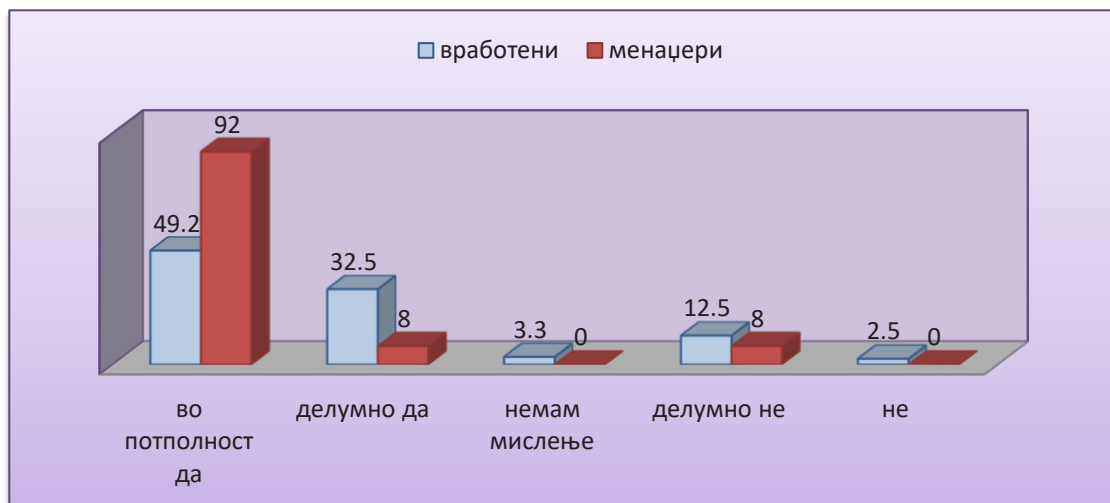 вработени менаџери
92
49.2
32.5
8
3.3
0
12.5
8
2.5
0
во
потполност
да
делумно да
немам
мислење
делумно не
не